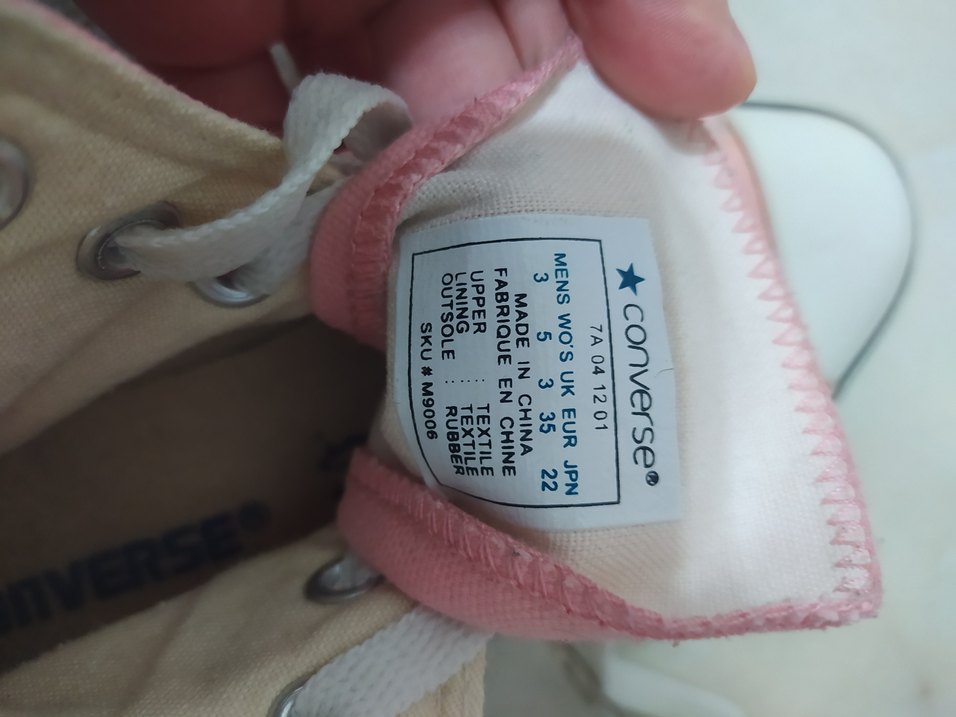 ★ converse®
7A 04 12 01
MENS WO'S UK EUR JPN
3 5 3 35 22
MADE IN CHINA
FABRIQUE EN CHINE
UPPER : TEXTILE
LINING : TEXTILE
OUTSOLE : RUBBER
SKU # M9006
CONVERSE®